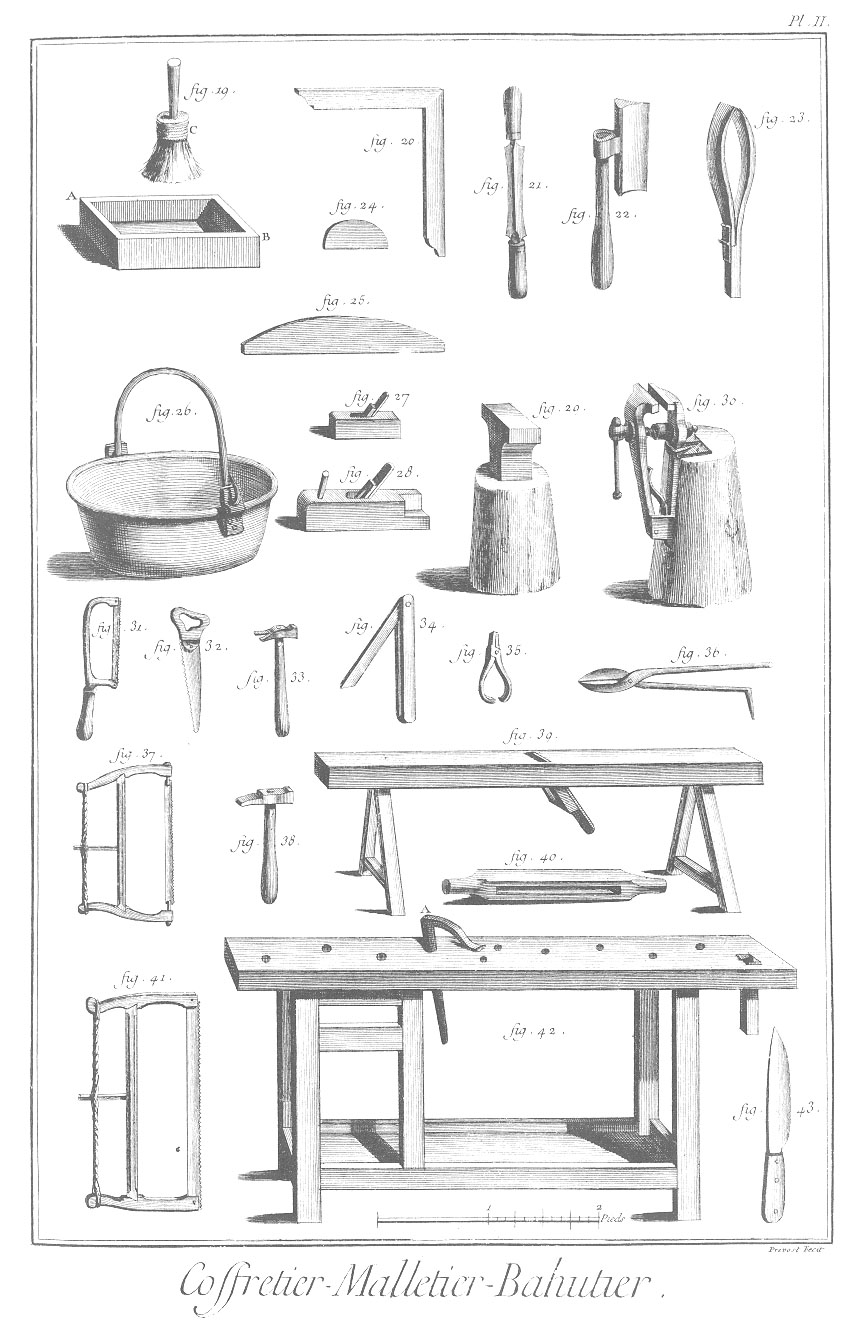 Pl. II.
fig. 19.
C
A
B
fig. 20
fig. 21.
fig. 22.
fig. 23.
fig. 24.
fig. 25.
fig. 26.
fig. 27
fig. 28.
fig. 20.
fig. 30.
fig. 31.
fig. 32.
fig. 33.
fig. 34.
fig. 35.
fig. 36.
fig. 37.
fig. 38.
fig. 39.
fig. 40.
A
fig. 41.
fig. 42.
fig. 43.
1 2
Pieds
Prevost Fecit
Coffretier-Malletier-Bahutier.